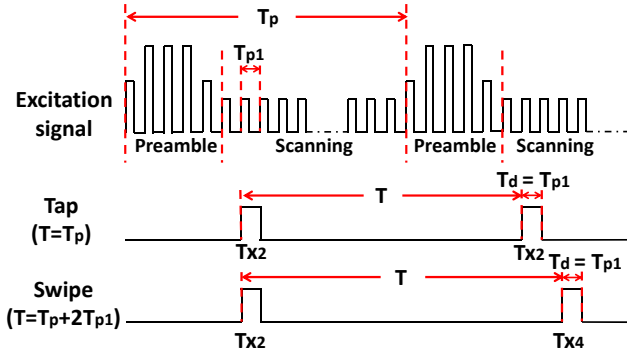 Tp
Tp1
Excitation
signal
Preamble Scanning Preamble Scanning
Tap
(T=Tp)
T
Td = Tp1
Tx2 Tx2
Swipe
(T=Tp+2Tp1)
T
Td = Tp1
Tx2 Tx4